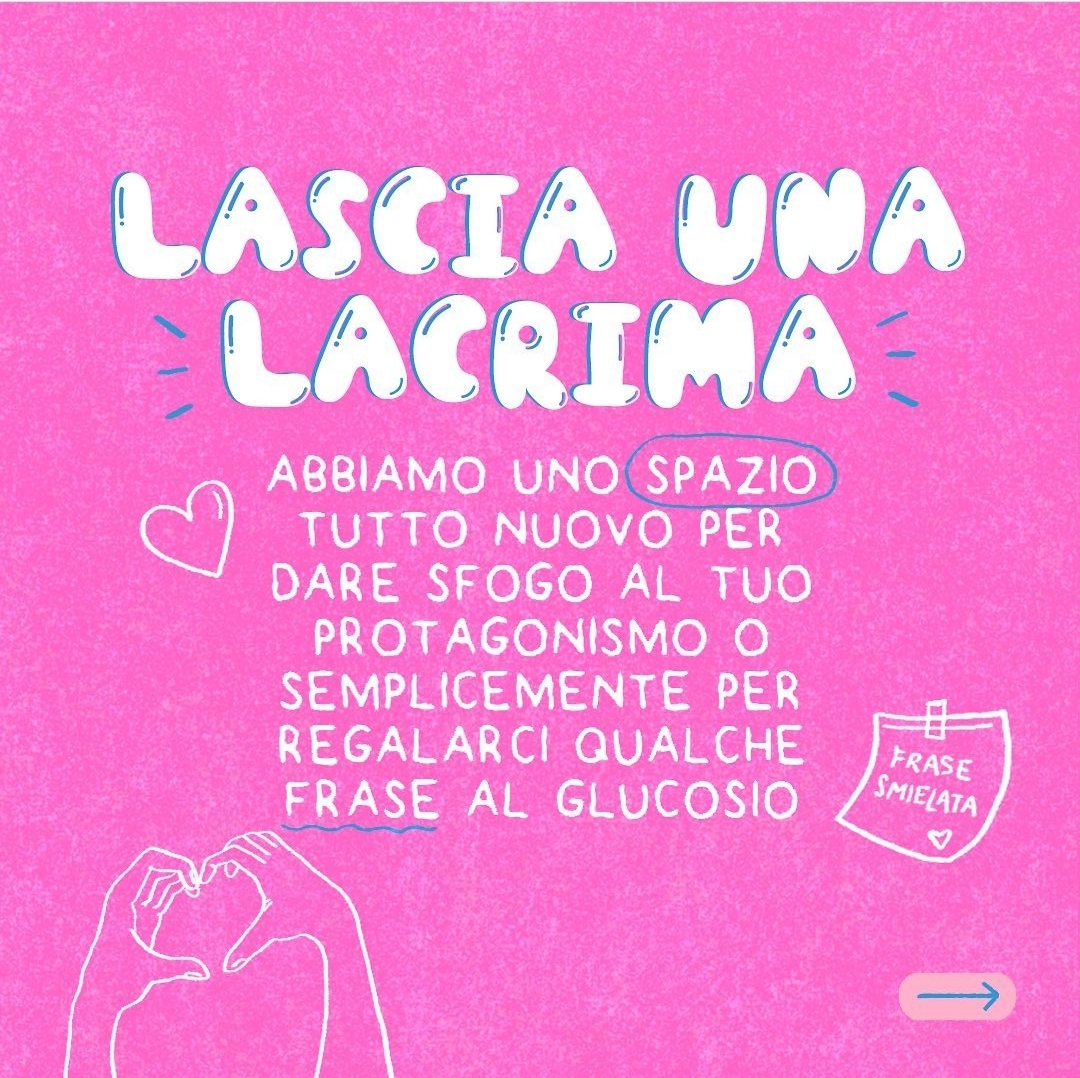 LASCIA UNA
LACRIMA
ABBIAMO UNO SPAZIO
TUTTO NUOVO PER
DARE SFOGO AL TUO
PROTAGONISMO O
SEMPLICEMENTE PER
REGALARCI QUALCHE
FRASE AL GLUCOSIO
FRASE
SMIELATA